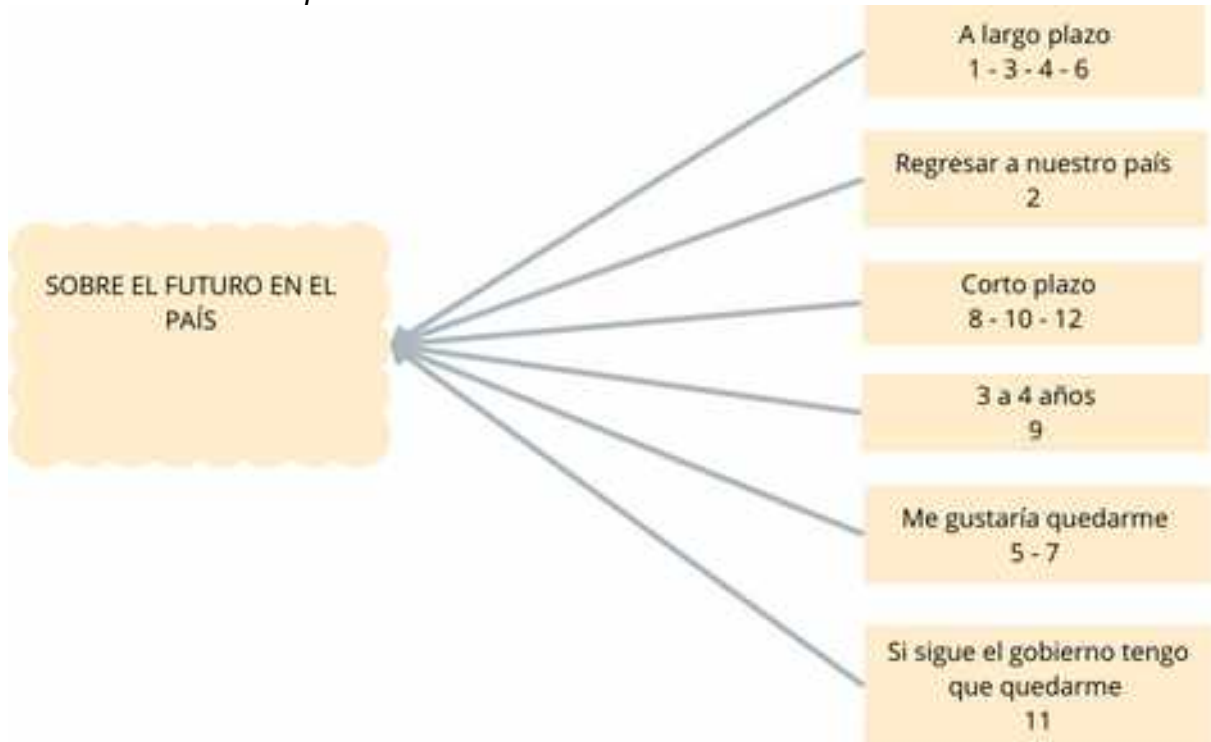 SOBRE EL FUTURO EN EL
PAÍS
A largo plazo
1 - 3 - 4 - 6
Regresar a nuestro país
2
Corto plazo
8 - 10 - 12
3 a 4 años
9
Me gustaría quedarme
5 - 7
Si sigue el gobierno tengo
que quedarme
11